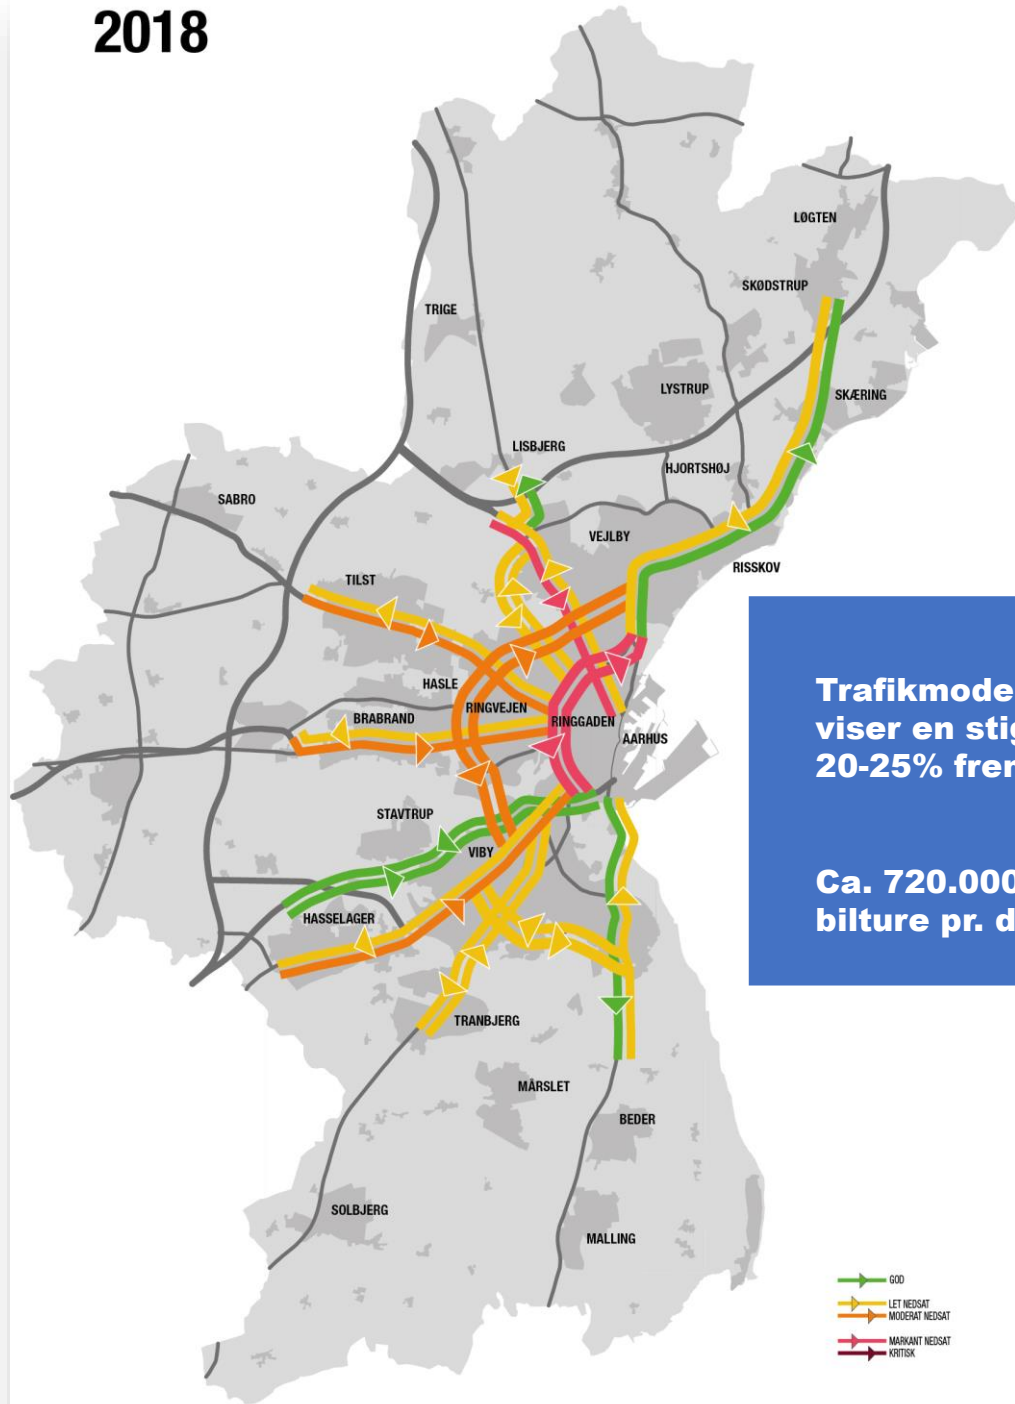 2018
LØGTEN
SKØDSTRUP
TRIGE
LYSTRUP
SKÆRING
LISBJERG
HJORTSHØJ
SABRO
VEJLBY
RISSKOV
TILST
HASLE
RINGVEJEN
BRABRAND
RINGGADEN
AARHUS
STAVTRUP
VIBY
HASSELAGER
TRANBJERG
MÅRSLET
BEDER
SOLBJERG
MALLING
Trafikmode
viser en stig
20-25% frem
Ca. 720.000
bilture pr. d
GOD
LET NEDSAT
MODERAT NEDSAT
MARKANT NEDSAT
KRITISK